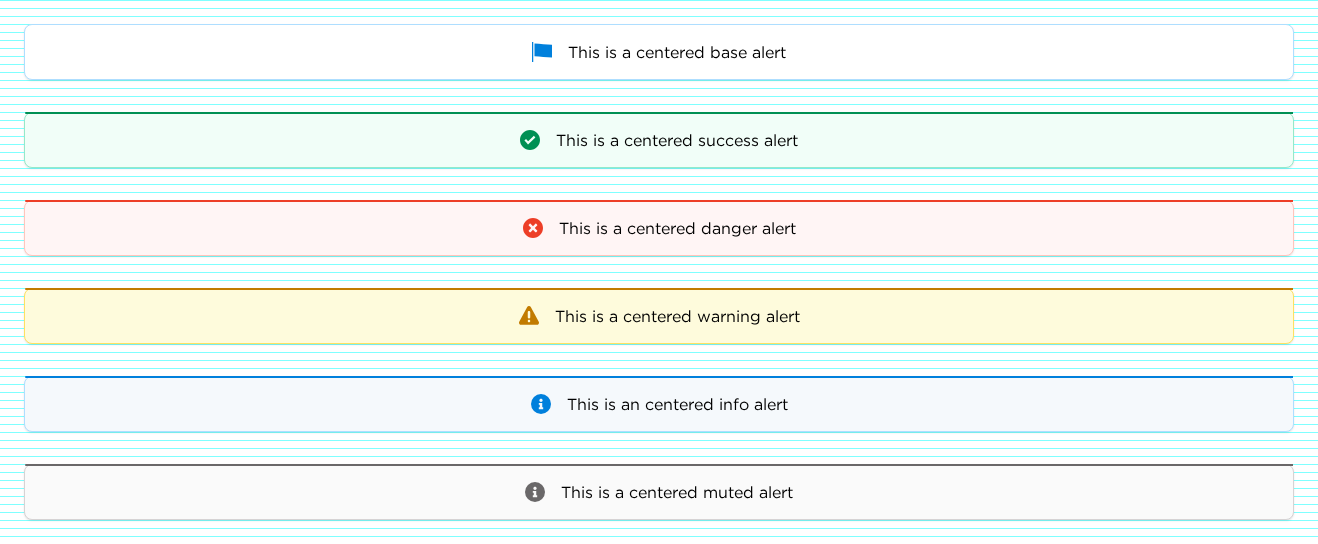 This is a centered base alert
This is a centered success alert
This is a centered danger alert
This is a centered warning alert
This is an centered info alert
This is a centered muted alert